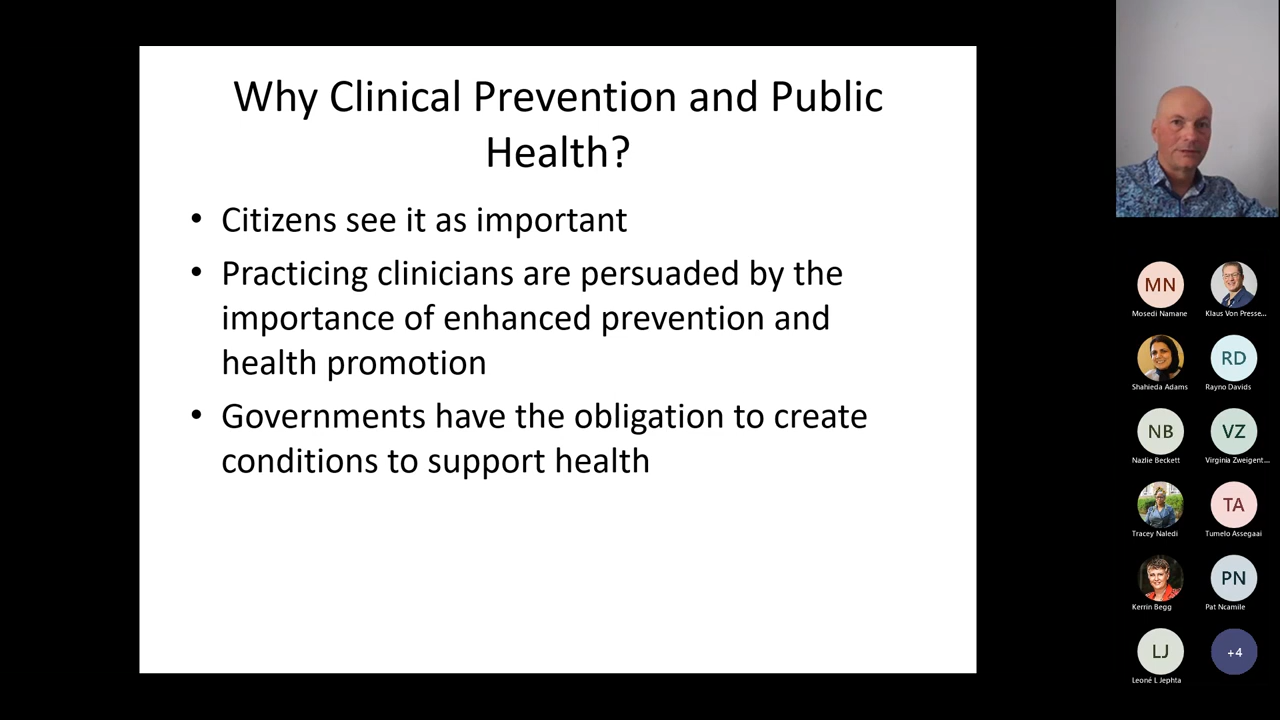 Why Clinical Prevention and Public
Health?
• Citizens see it as important
• Practicing clinicians are persuaded by the
importance of enhanced prevention and
health promotion
• Governments have the obligation to create
conditions to support health
MN
Mosedi Namane
Klaus Von Presse...
Shahieda Adams
RD
Rayno Davids
NB
Nazlie Beckett
VZ
Virginia Zweigent...
Tracey Naledi
TA
Tumelo Assegaai
Kerrin Begg
PN
Pat Ncamile
LJ
Leoné L Jephta
+4